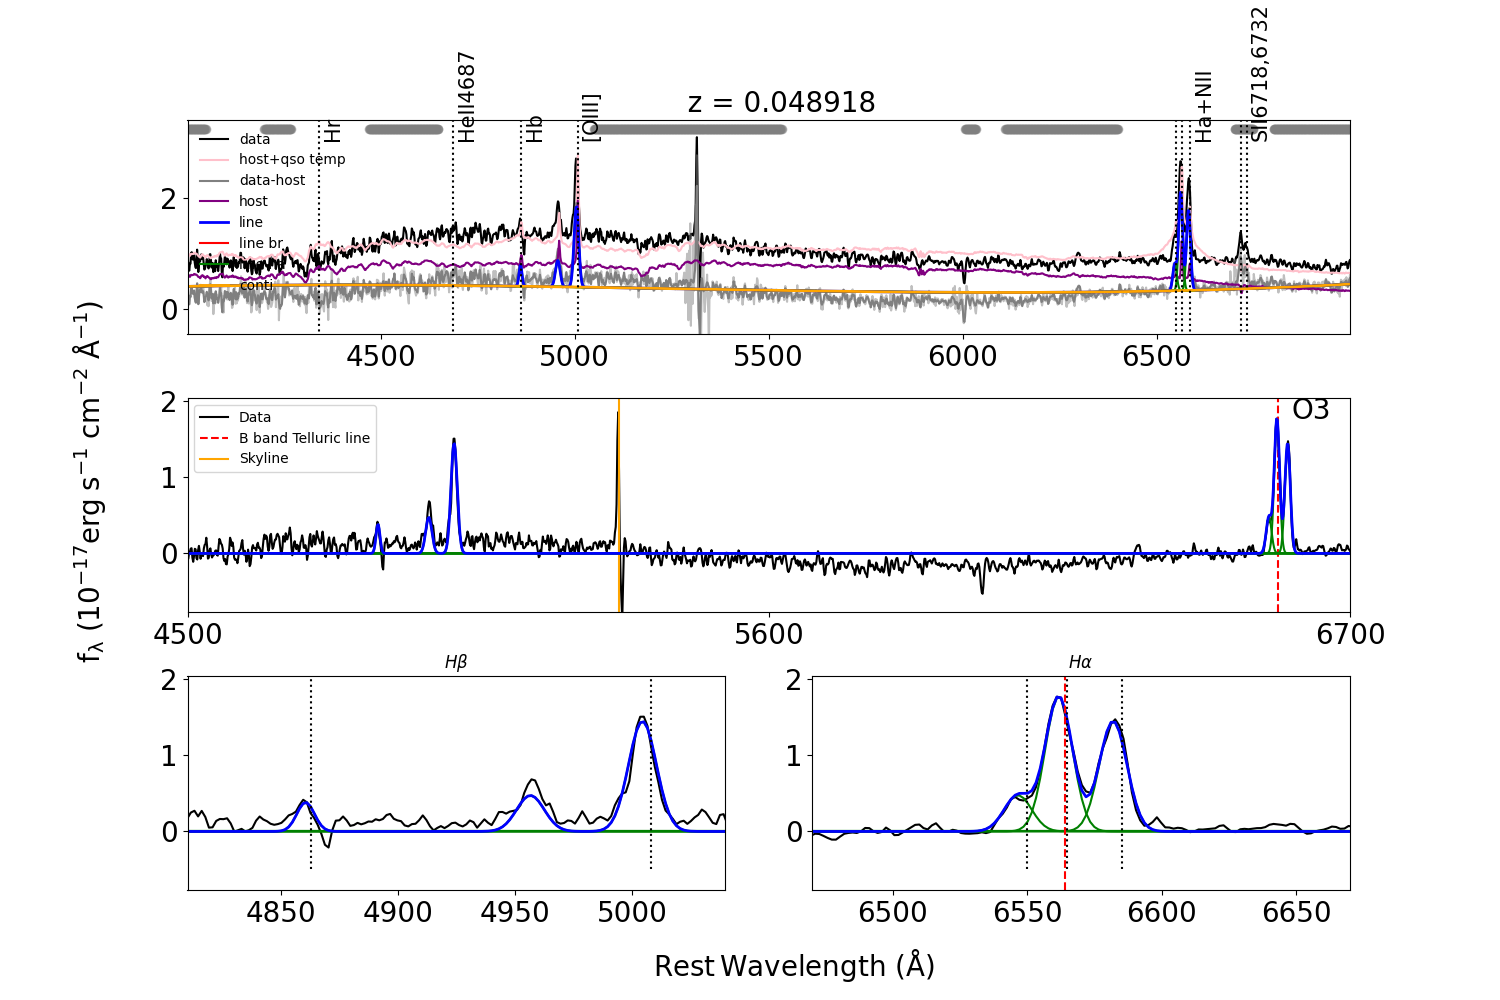 z = 0.048918
Hr
HeII4687
Hb
[OIII]
Ha+NII
SII6718,6732
data
host+qso temp
data-host
host
line
line br
conti
2
0
4500
5000
5500
6000
6500
fλ (10⁻¹⁷erg s⁻¹ cm⁻² Å⁻¹)
O3
Data
B band Telluric line
Skyline
2
1
0
4500
5600
6700
Hβ
2
1
0
4850
4900
4950
5000
Hα
2
1
0
6500
6550
6600
6650
Rest Wavelength (Å)